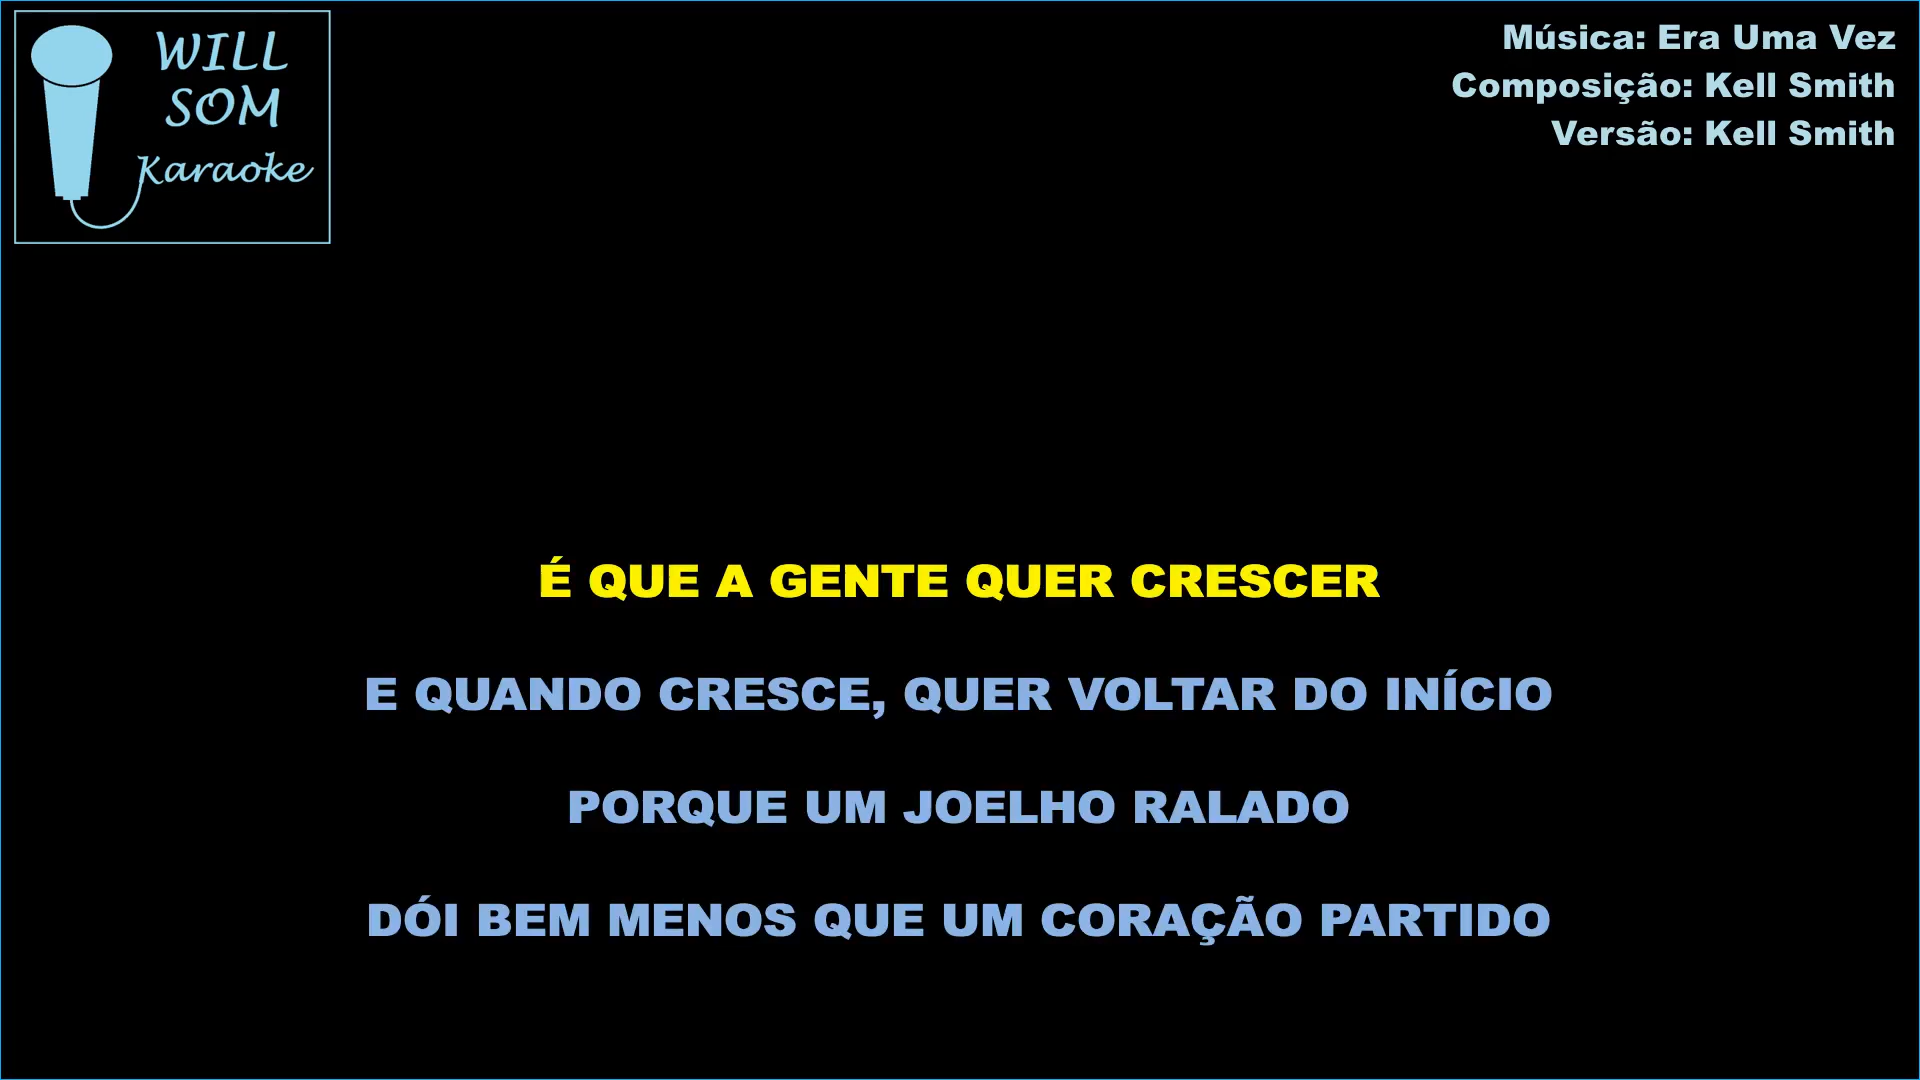 WILL
SOM
Karaoke
Música: Era Uma Vez
Composição: Kell Smith
Versão: Kell Smith
É QUE A GENTE QUER CRESCER
E QUANDO CRESCE, QUER VOLTAR DO INÍCIO
PORQUE UM JOELHO RALADO
DÓI BEM MENOS QUE UM CORAÇÃO PARTIDO